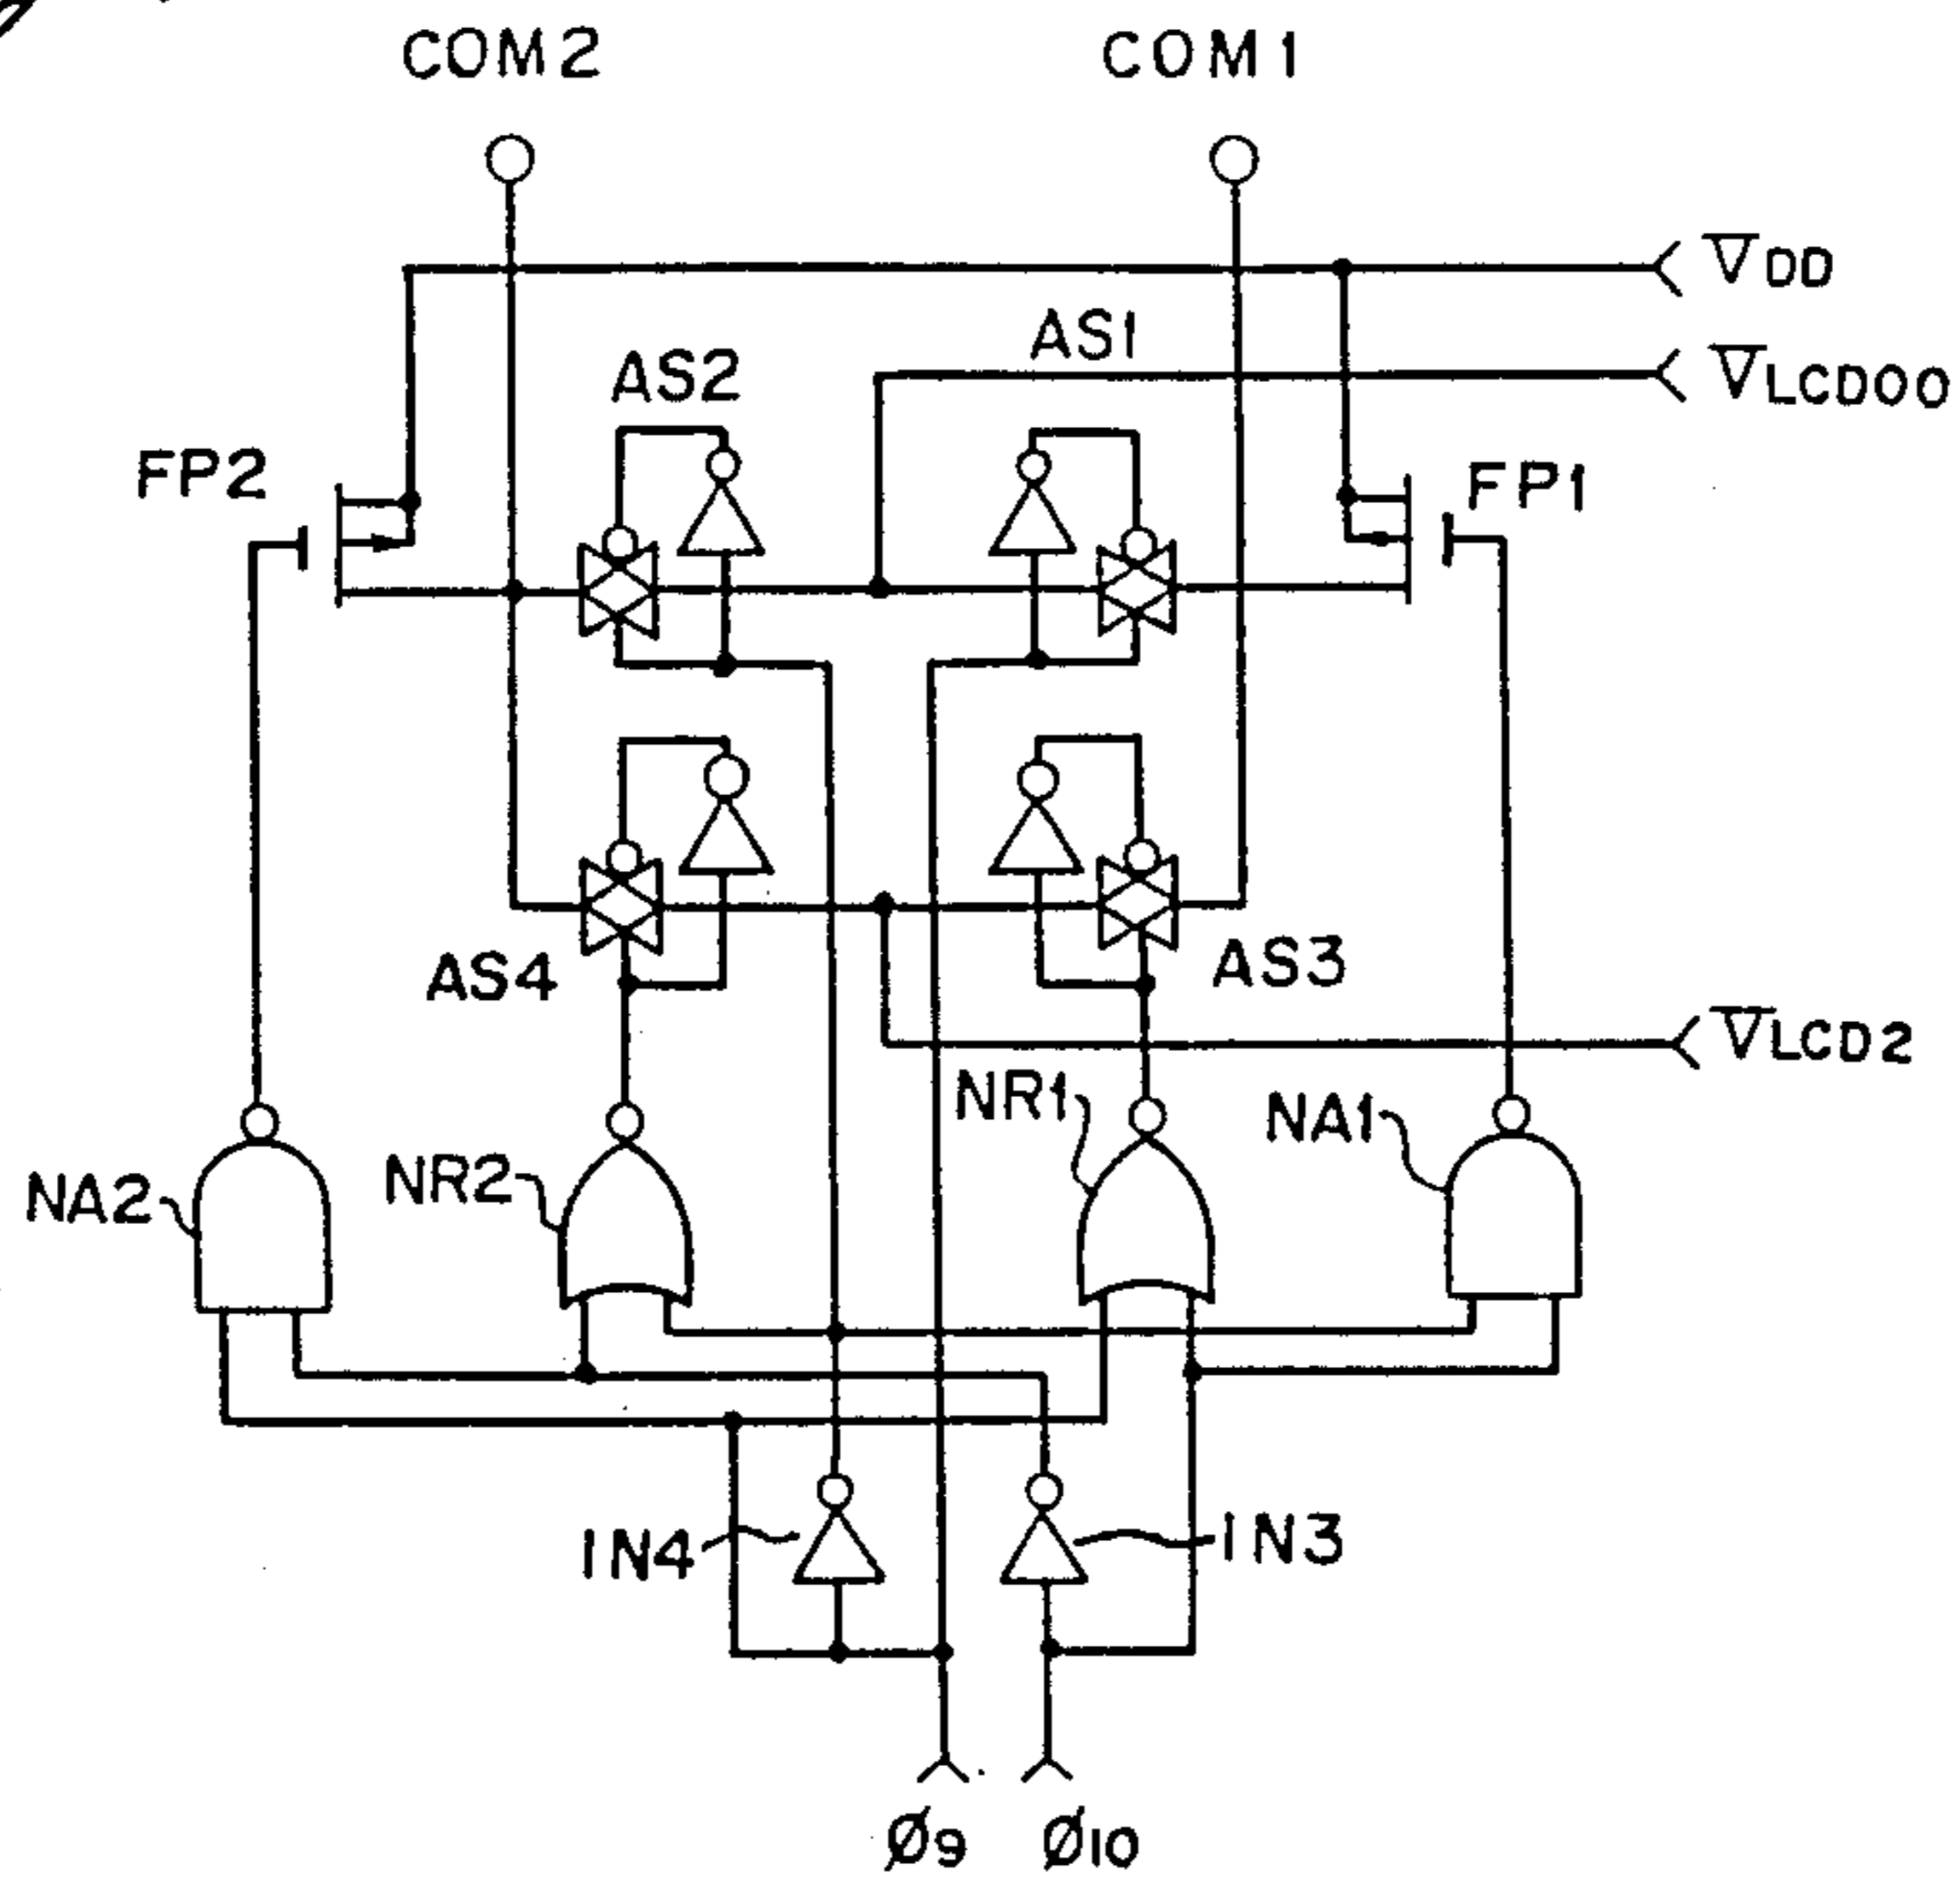 COM2
COM1
VDD
AS1
AS2
VLCD00
FP2
FP1
AS4
AS3
VLCD2
NR1
NA1
NA2
NR2
IN4
IN3
Ø9
Ø10